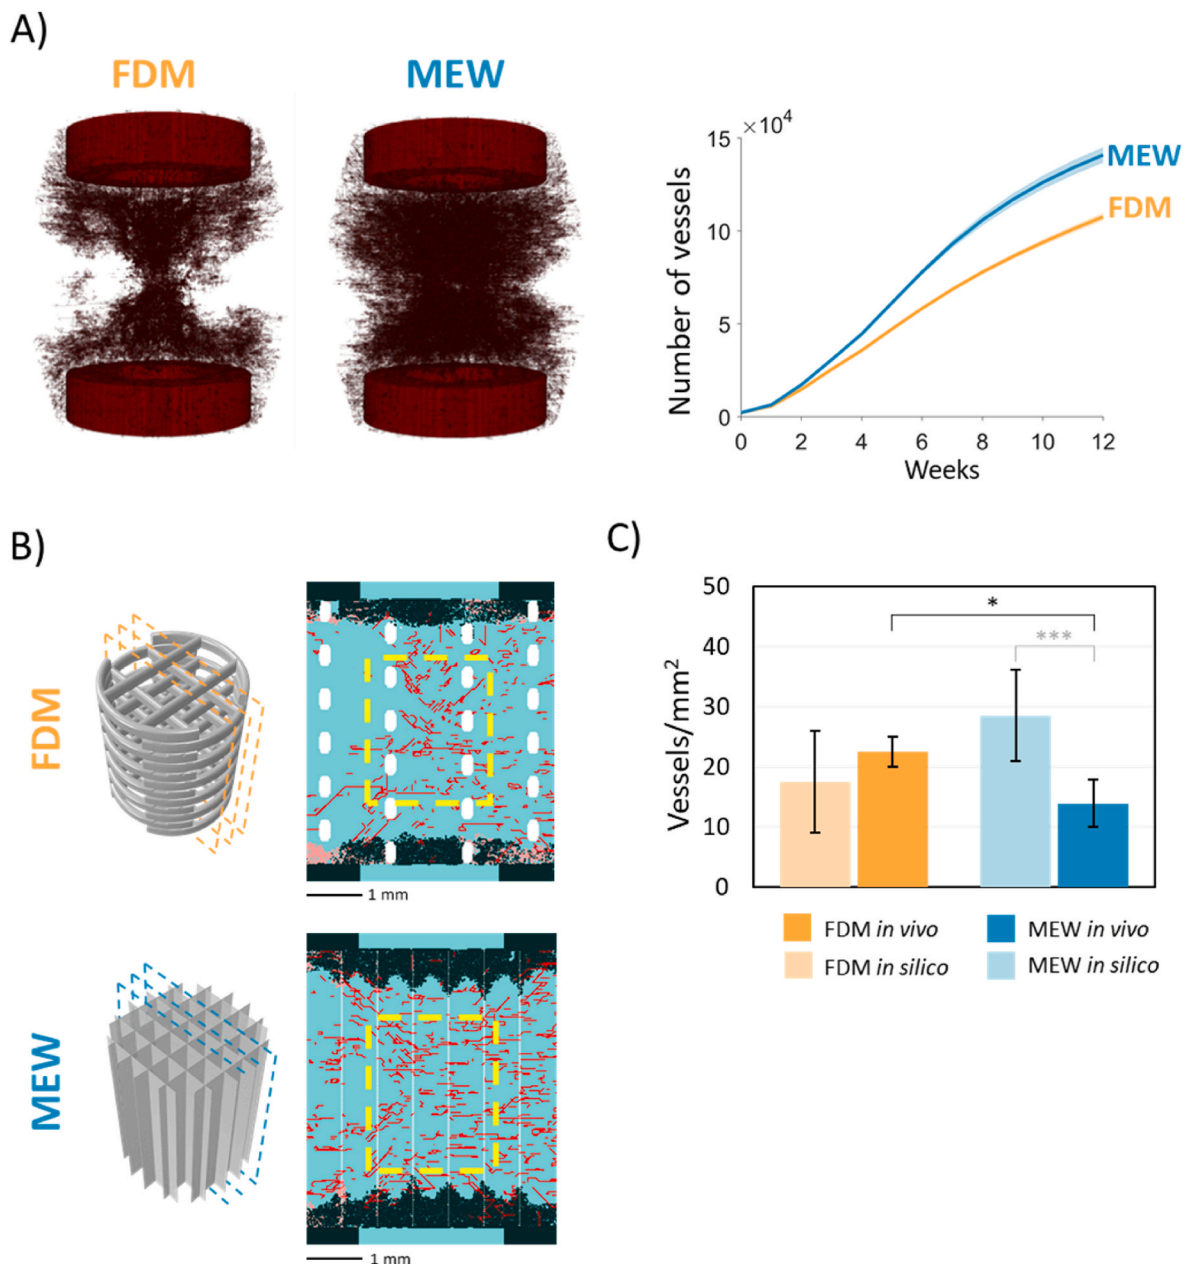 A)
FDM
MEW
×10⁴
15
10
5
0
Number of vessels
MEW
FDM
0 2 4 6 8 10 12
Weeks
B)
FDM
1 mm
MEW
1 mm
C)
50
40
30
20
10
0
Vessels/mm²
*
***
FDM in vivo
MEW in vivo
FDM in silico
MEW in silico